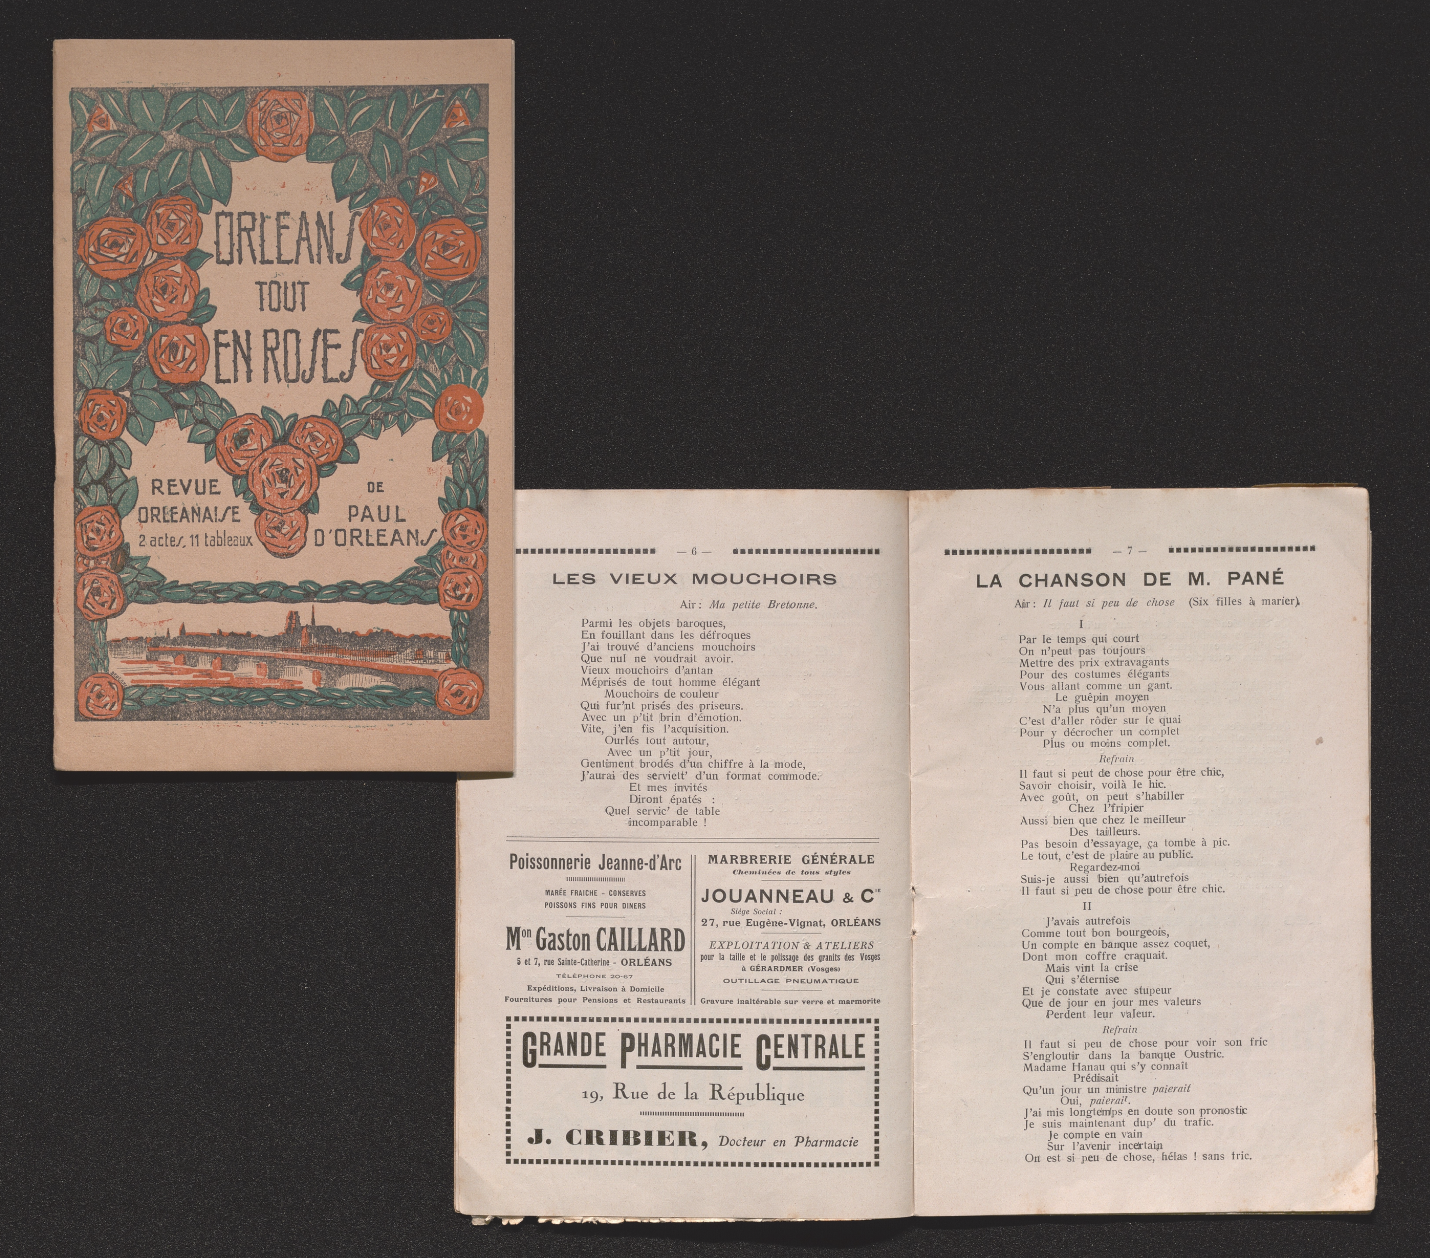 ORLEANS
TOUT
EN ROSES
REVUE
ORLEANAISE
2 actes, 11 tableaux
DE
PAUL
D'ORLEANS
— 6 —
LES VIEUX MOUCHOIRS
Air : Ma petite Bretonne.
Parmi les objets baroques,
En fouillant dans les défroques
J'ai trouvé d'anciens mouchoirs
Que nul ne voudrait avoir.
Vieux mouchoirs d'antan
Méprisés de tout homme élégant
Mouchoirs de couleur
Qui fur'nt prisés des priseurs.
Avec un p'tit brin d'émotion.
Vite, j'en fis l'acquisition.
Ourlés tout autour,
Avec un p'tit jour,
Gentiment brodés d'un chiffre à la mode,
J'aurai des serviett' d'un format commode.
Et mes invités
Diront épatés :
Quel servic' de table
incomparable !
Poissonnerie Jeanne-d'Arc
MARÉE FRAICHE - CONSERVES
POISSONS FINS POUR DINERS
Mon Gaston CAILLARD
5 et 7, rue Sainte-Catherine - ORLÉANS
TÉLÉPHONE 20-67
Expéditions, Livraison à Domicile
Fournitures pour Pensions et Restaurants
MARBRERIE GÉNÉRALE
Cheminées de tous styles
JOUANNEAU & Cie
Siège Social :
27, rue Eugène-Vignat, ORLÉANS
EXPLOITATION & ATELIERS
pour la taille et le polissage des granits des Vosges
à GÉRARDMER (Vosges)
OUTILLAGE PNEUMATIQUE
Gravure inaltérable sur verre et marmorite
GRANDE PHARMACIE CENTRALE
19, Rue de la République
J. CRIBIER, Docteur en Pharmacie
— 7 —
LA CHANSON DE M. PANÉ
Air : Il faut si peu de chose (Six filles à marier).
I
Par le temps qui court
On n'peut pas toujours
Mettre des prix extravagants
Pour des costumes élégants
Vous allant comme un gant.
Le guêpin moyen
N'a plus qu'un moyen
C'est d'aller rôder sur le quai
Pour y décrocher un complet
Plus ou moins complet.
Refrain
Il faut si peut de chose pour être chic,
Savoir choisir, voilà le hic.
Avec goût, on peut s'habiller
Chez l'fripier
Aussi bien que chez le meilleur
Des tailleurs.
Pas besoin d'essayage, ça tombe à pic.
Le tout, c'est de plaire au public.
Regardez-moi
Suis-je aussi bien qu'autrefois
Il faut si peu de chose pour être chic.
II
J'avais autrefois
Comme tout bon bourgeois,
Un compte en banque assez coquet,
Dont mon coffre craquait.
Mais vint la crise
Qui s'éternise
Et je constate avec stupeur
Que de jour en jour mes valeurs
Perdent leur valeur.
Refrain
Il faut si peu de chose pour voir son fric
S'engloutir dans la banque Oustric.
Madame Hanau qui s'y connaît
Prédisait
Qu'un jour un ministre paierait
Oui, paierait.
J'ai mis longtemps en doute son pronostic
Je suis maintenant dup' du trafic.
Je compte en vain
Sur l'avenir incertain
On est si peu de chose, hélas ! sans fric.